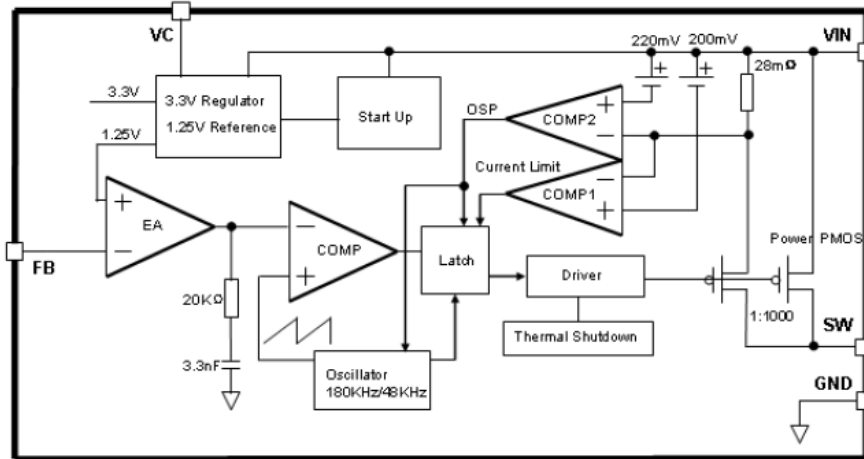 VC
VIN
220mV 200mV
28mΩ
3.3V
3.3V Regulator
1.25V Reference
Start Up
OSP
COMP2
1.25V
Current Limit
COMP1
EA
COMP
Latch
Driver
Power PMOS
FB
20KΩ
1:1000
SW
Thermal Shutdown
3.3nF
Oscillator
180KHz/48KHz
GND